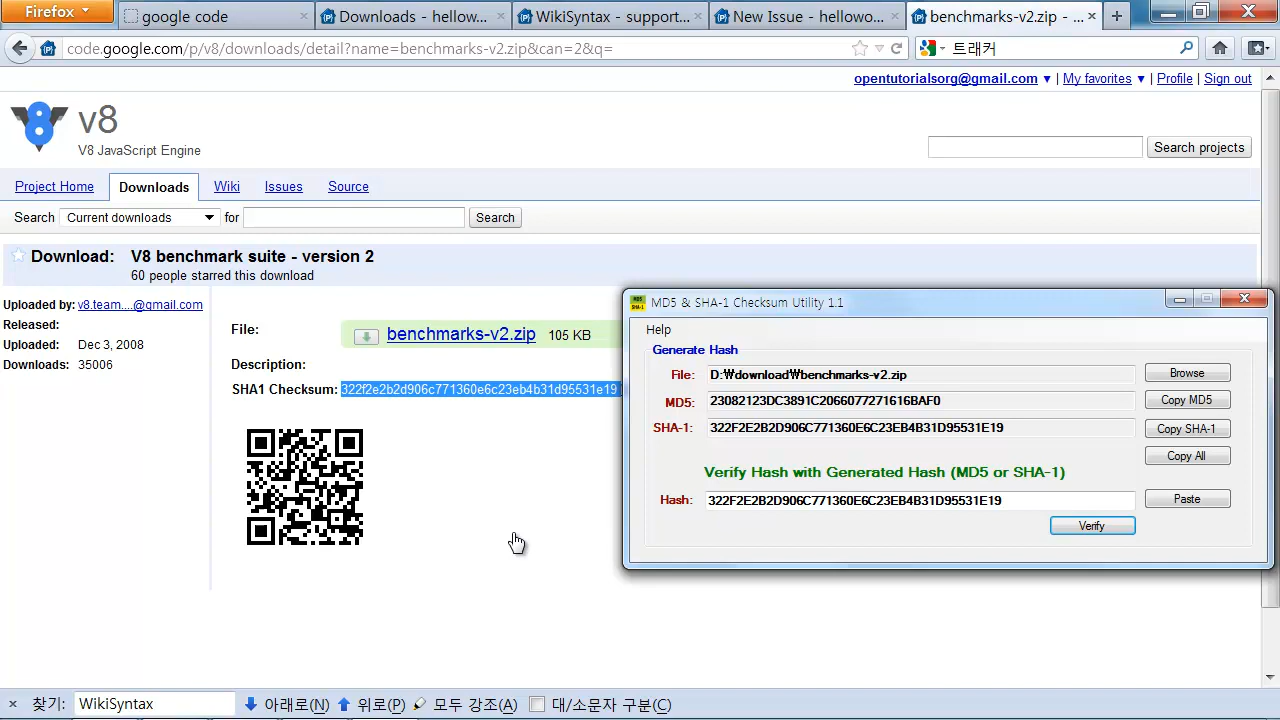 Firefox
google code
Downloads - hellow...
WikiSyntax - support...
New Issue - hellowo...
benchmarks-v2.zip - ...
code.google.com/p/v8/downloads/detail?name=benchmarks-v2.zip&can=2&q=
트래커
opentutorialsorg@gmail.com ▼ | My favorites ▼ | Profile | Sign out
v8
V8 JavaScript Engine
Search projects
Project Home
Downloads
Wiki
Issues
Source
Search Current downloads for Search
Download: V8 benchmark suite - version 2
60 people starred this download
Uploaded by: v8.team....@gmail.com
Released:
Uploaded: Dec 3, 2008
Downloads: 35006
File: benchmarks-v2.zip 105 KB
Description:
SHA1 Checksum: 322f2e2b2d906c771360e6c23eb4b31d95531e19
MD5 & SHA-1 Checksum Utility 1.1
Help
Generate Hash
File: D:₩download₩benchmarks-v2.zip Browse
MD5: 23082123DC3891C2066077271616BAF0 Copy MD5
SHA-1: 322F2E2B2D906C771360E6C23EB4B31D95531E19 Copy SHA-1
Copy All
Verify Hash with Generated Hash (MD5 or SHA-1)
Hash: 322F2E2B2D906C771360E6C23EB4B31D95531E19 Paste
Verify
× 찾기: WikiSyntax 아래로(N) 위로(P) 모두 강조(A) 대/소문자 구분(C)